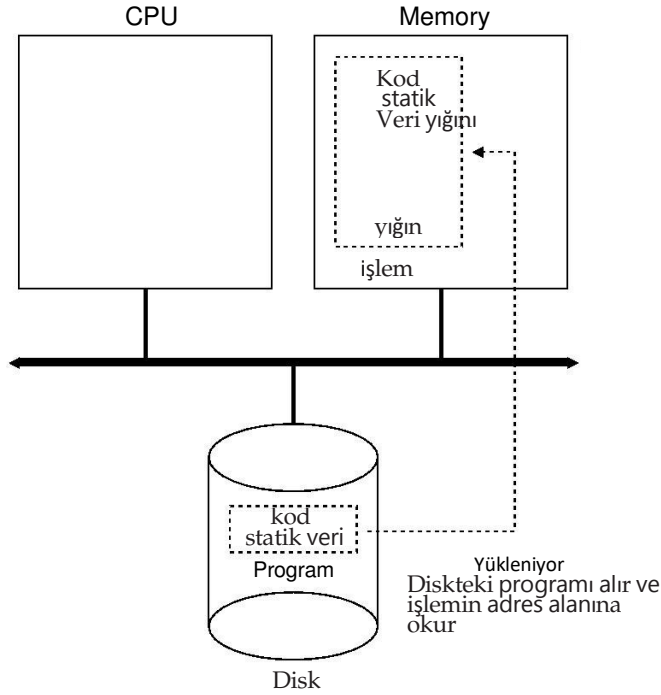 CPU
Memory
Kod
statik
Veri yığını
yığın
işlem
kod
statik veri
Program
Yükleniyor
Diskteki programı alır ve
işlemin adres alanına
okur
Disk